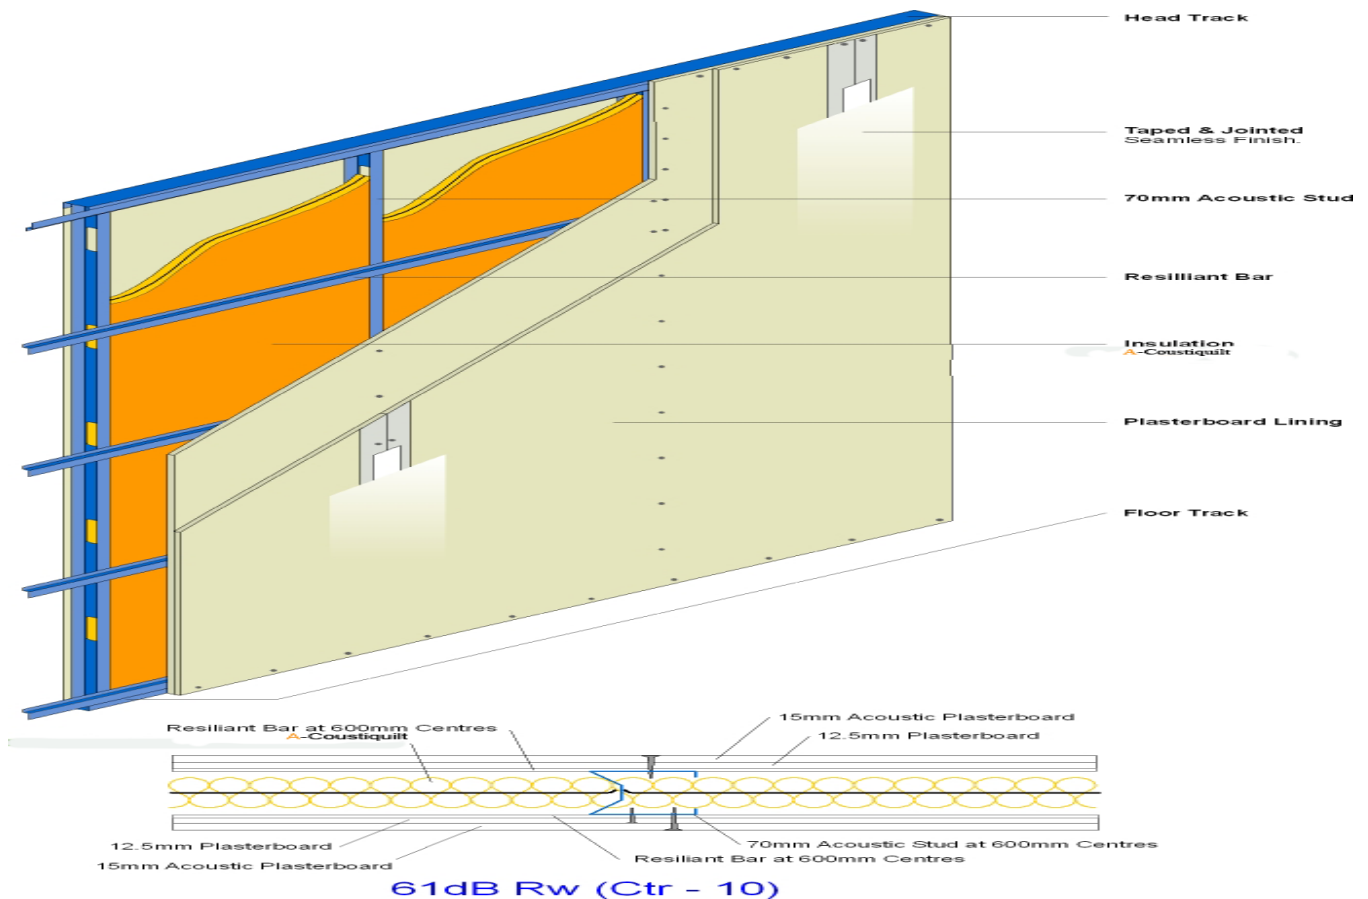 Head Track
Taped & Jointed
Seamless Finish.
70mm Acoustic Stud
Resilliant Bar
Insulation
A-Coustiquilt
Plasterboard Lining
Floor Track
Resiliant Bar at 600mm Centres
A-Coustiquilt
15mm Acoustic Plasterboard
12.5mm Plasterboard
12.5mm Plasterboard
15mm Acoustic Plasterboard
70mm Acoustic Stud at 600mm Centres
Resiliant Bar at 600mm Centres
61dB Rw (Ctr - 10)